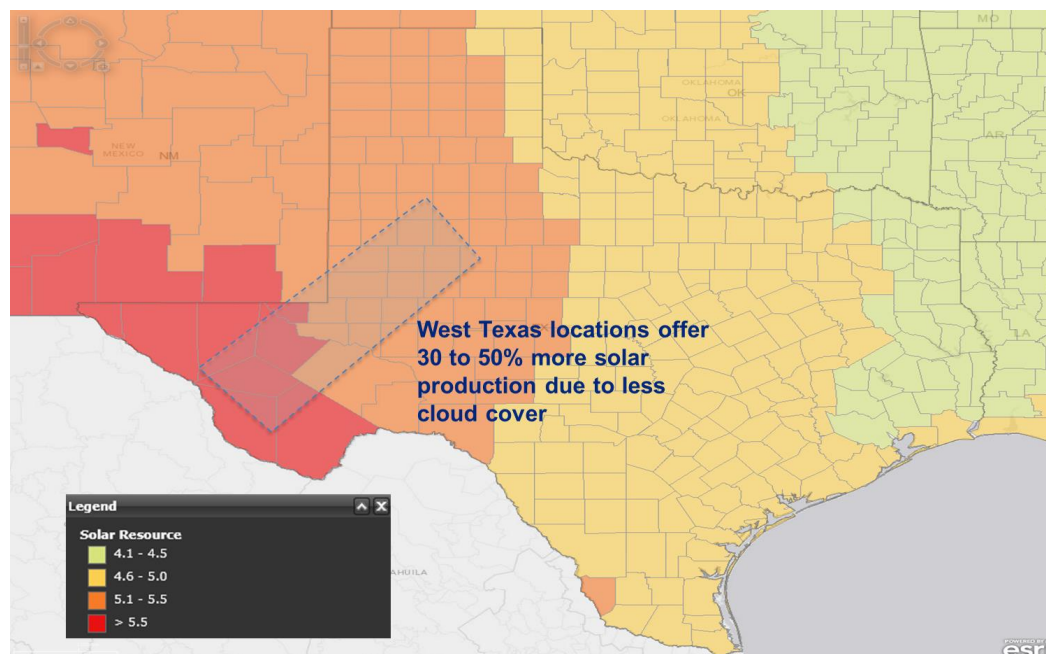 MO
OKLAHOMA
OK
OKLAHOMA
AR
NEW
MEXICO
NM
West Texas locations offer
30 to 50% more solar
production due to less
cloud cover
LA
Legend
Solar Resource
4.1 - 4.5
4.6 - 5.0
5.1 - 5.5
> 5.5
AHUILA
POWERED BY
esri